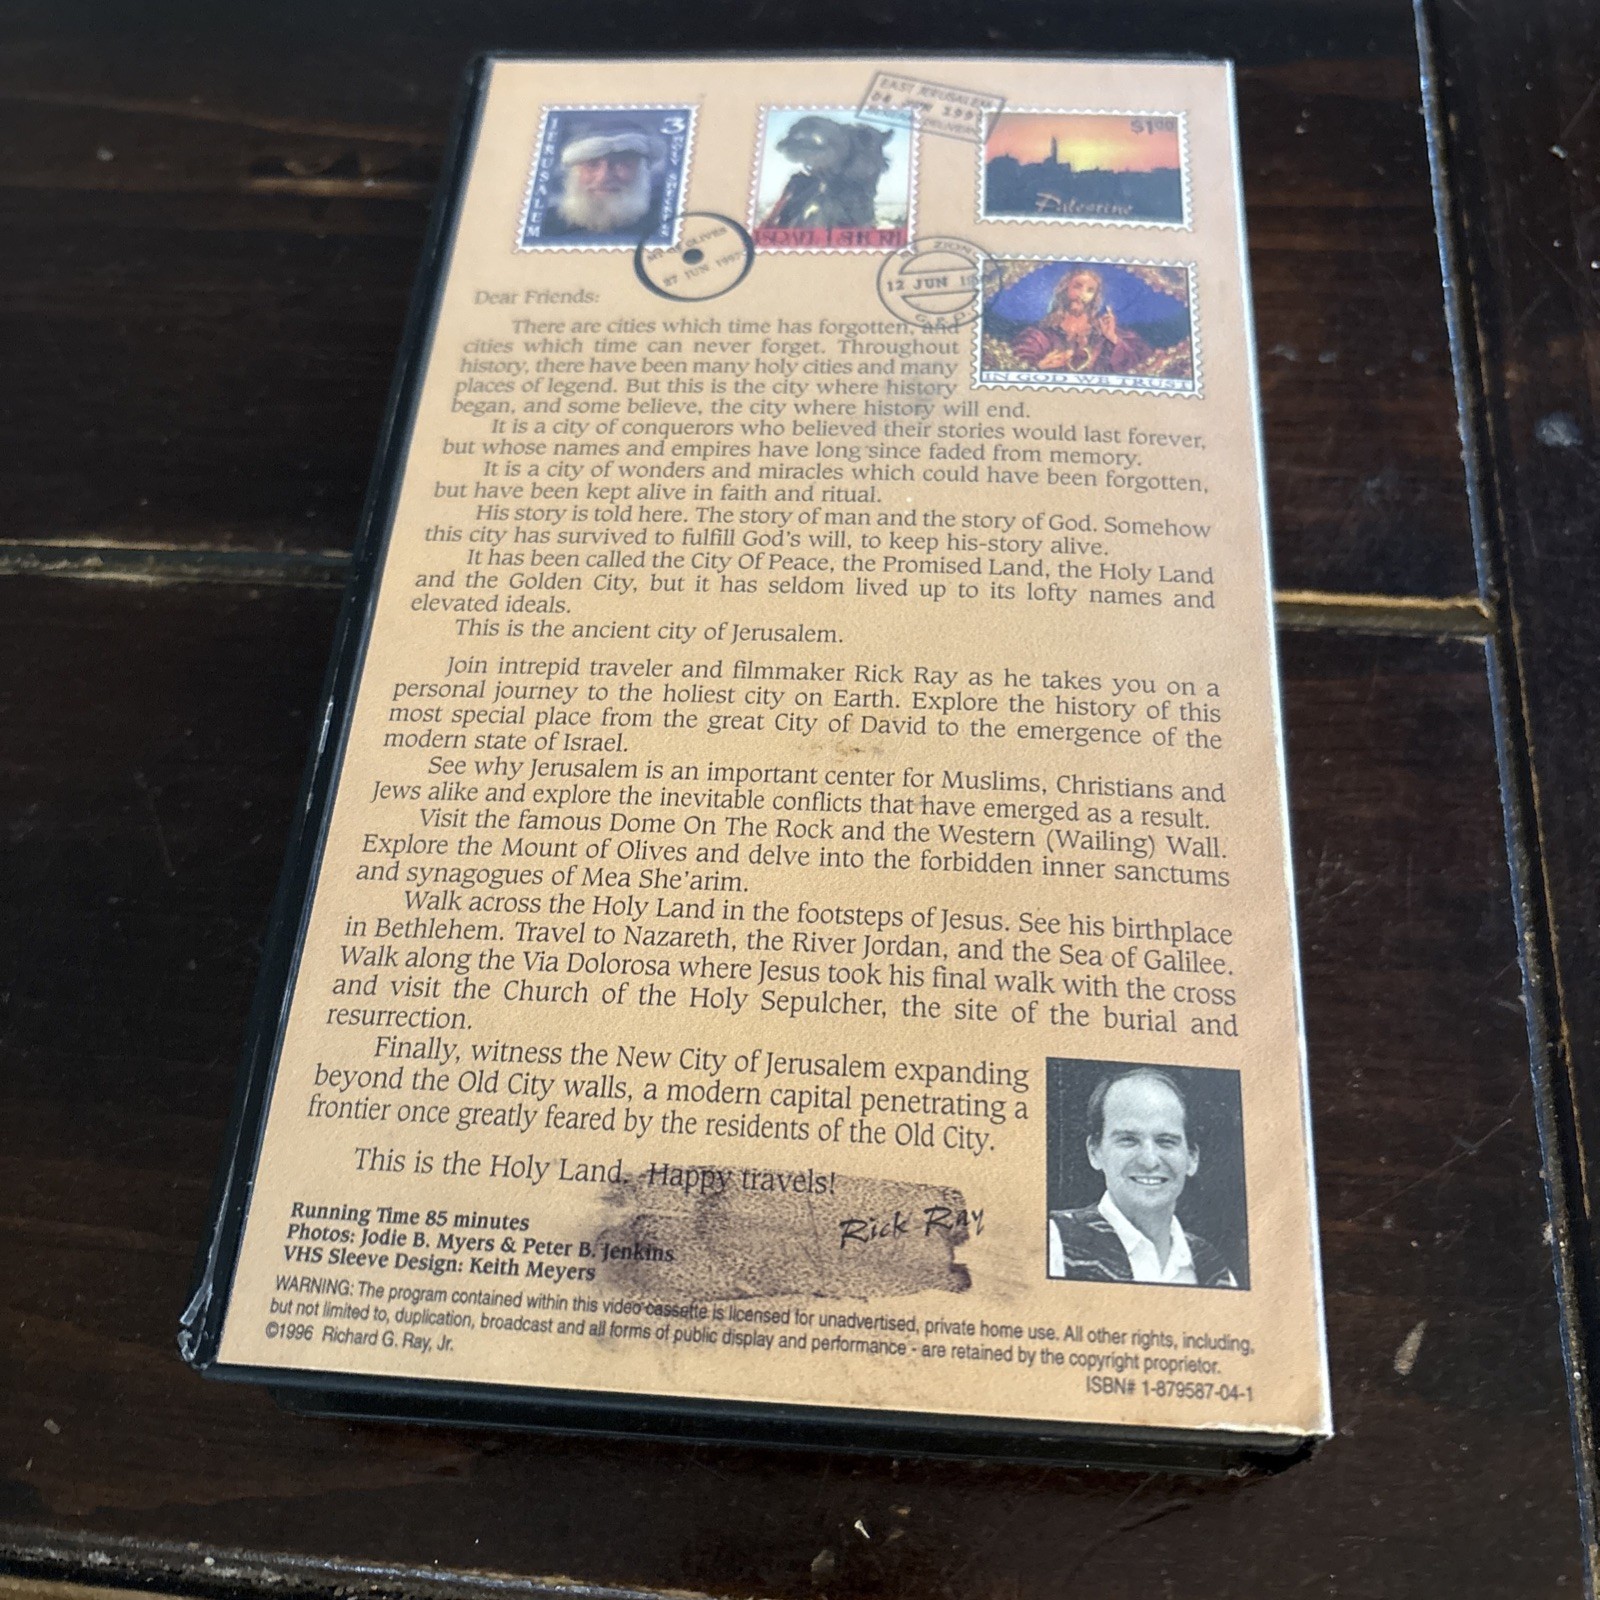 EAST JERUSALEM
JERUSALEM
3
HOLY SHEKELS
$1.00
Palestine
ISRAEL 1 SHEKEL
MT. OF OLIVES
27 JUN 1997
ZION
12 JUN
G.P.O.
IN GOD WE TRUST
Dear Friends:
There are cities which time has forgotten, and
cities which time can never forget. Throughout
history, there have been many holy cities and many
places of legend. But this is the city where history
began, and some believe, the city where history will end.
It is a city of conquerors who believed their stories would last forever,
but whose names and empires have long since faded from memory.
It is a city of wonders and miracles which could have been forgotten,
but have been kept alive in faith and ritual.
His story is told here. The story of man and the story of God. Somehow
this city has survived to fulfill God's will, to keep his-story alive.
It has been called the City Of Peace, the Promised Land, the Holy Land
and the Golden City, but it has seldom lived up to its lofty names and
elevated ideals.
This is the ancient city of Jerusalem.
Join intrepid traveler and filmmaker Rick Ray as he takes you on a
personal journey to the holiest city on Earth. Explore the history of this
most special place from the great City of David to the emergence of the
modern state of Israel.
See why Jerusalem is an important center for Muslims, Christians and
Jews alike and explore the inevitable conflicts that have emerged as a result.
Visit the famous Dome On The Rock and the Western (Wailing) Wall.
Explore the Mount of Olives and delve into the forbidden inner sanctums
and synagogues of Mea She'arim.
Walk across the Holy Land in the footsteps of Jesus. See his birthplace
in Bethlehem. Travel to Nazareth, the River Jordan, and the Sea of Galilee.
Walk along the Via Dolorosa where Jesus took his final walk with the cross
and visit the Church of the Holy Sepulcher, the site of the burial and
resurrection.
Finally, witness the New City of Jerusalem expanding
beyond the Old City walls, a modern capital penetrating a
frontier once greatly feared by the residents of the Old City.
This is the Holy Land. Happy travels!
Rick Ray
Running Time 85 minutes
Photos: Jodie B. Myers & Peter B. Jenkins
VHS Sleeve Design: Keith Meyers
WARNING: The program contained within this video cassette is licensed for unadvertised, private home use. All other rights, including,
but not limited to, duplication, broadcast and all forms of public display and performance - are retained by the copyright proprietor.
©1996 Richard G. Ray, Jr.
ISBN# 1-879587-04-1